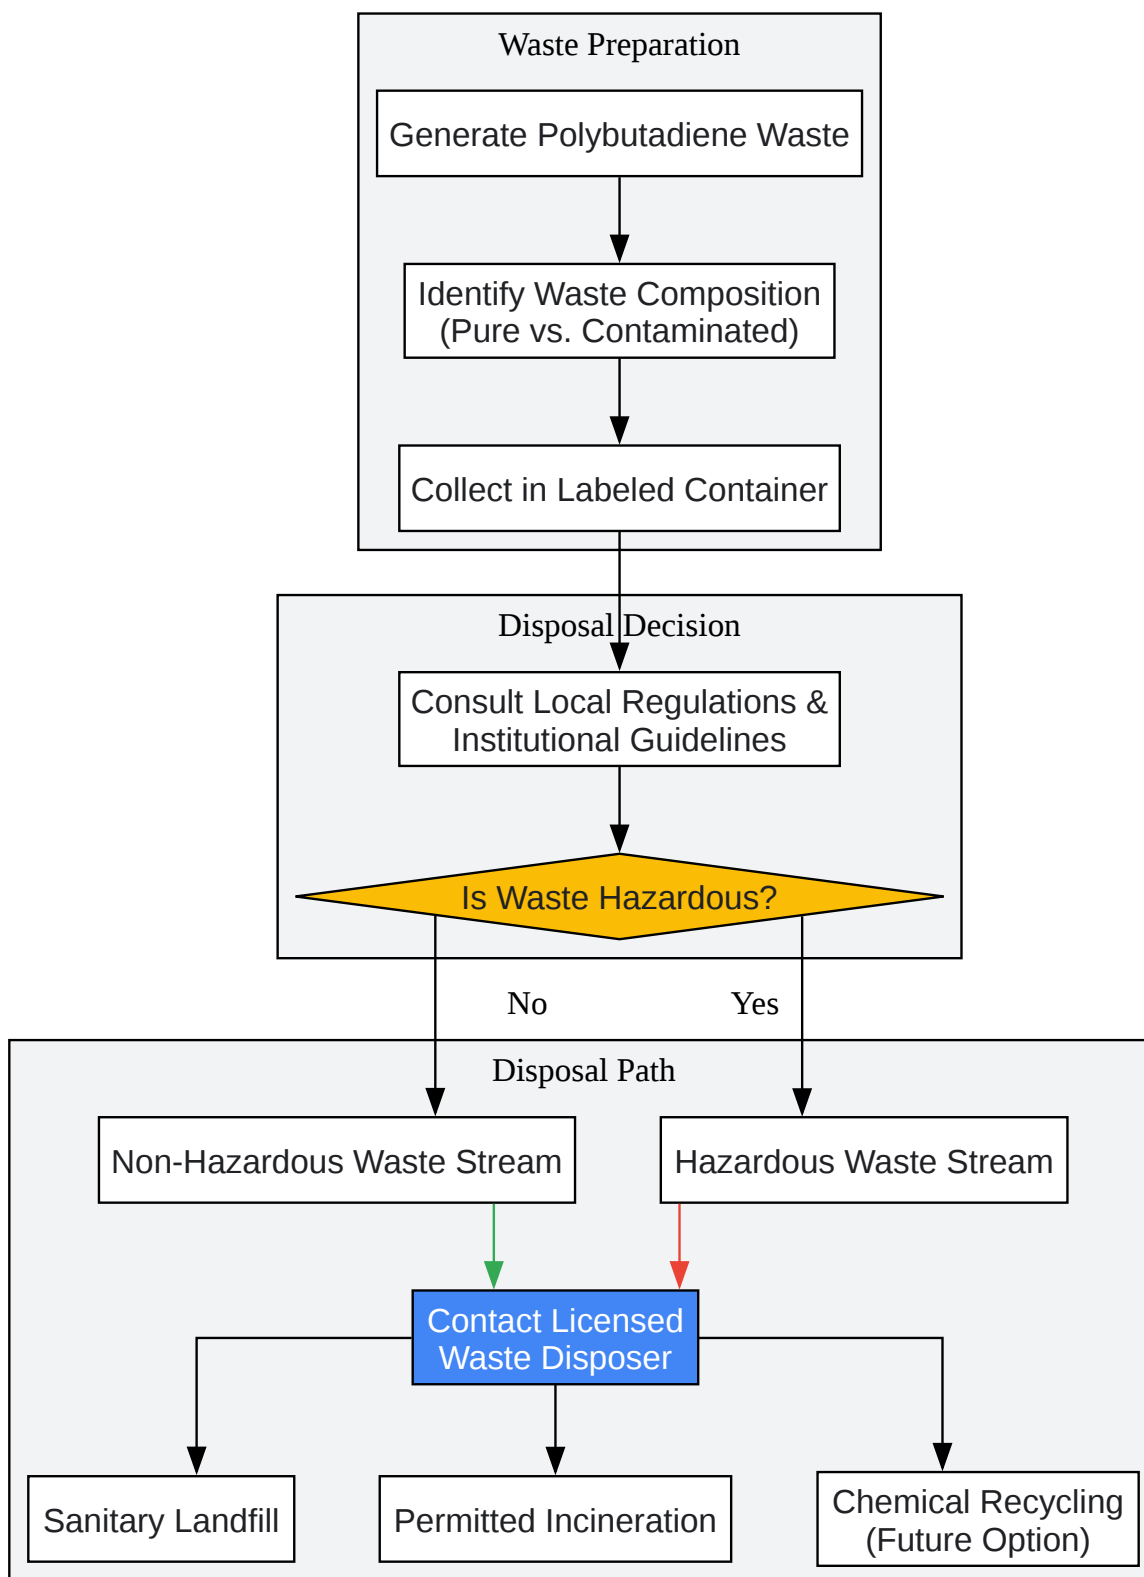 Waste Preparation
Generate Polybutadiene Waste
Identify Waste Composition
(Pure vs. Contaminated)
Collect in Labeled Container
Disposal Decision
Consult Local Regulations &
Institutional Guidelines
Is Waste Hazardous?
No
Yes
Disposal Path
Non-Hazardous Waste Stream
Hazardous Waste Stream
Contact Licensed
Waste Disposer
Sanitary Landfill
Permitted Incineration
Chemical Recycling
(Future Option)